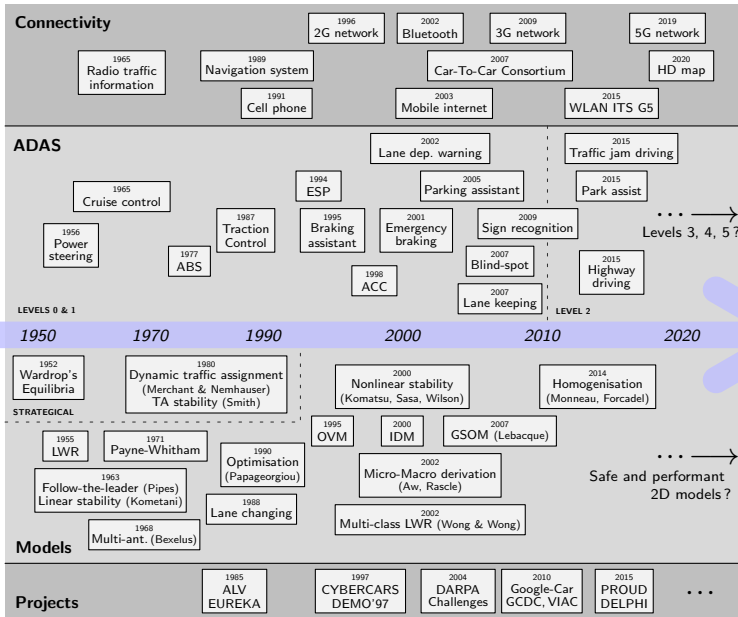 Connectivity
1996
2G network
2002
Bluetooth
2009
3G network
2019
5G network
1965
Radio traffic
information
1989
Navigation system
2007
Car-To-Car Consortium
2020
HD map
1991
Cell phone
2003
Mobile internet
2015
WLAN ITS G5
ADAS
2002
Lane dep. warning
2015
Traffic jam driving
1994
ESP
2005
Parking assistant
2015
Park assist
1965
Cruise control
1956
Power
steering
1987
Traction
Control
1995
Braking
assistant
2001
Emergency
braking
2009
Sign recognition
• • •
Levels 3, 4, 5?
1977
ABS
1998
ACC
2007
Blind-spot
2015
Highway
driving
2007
Lane keeping
LEVELS 0 & 1
LEVEL 2
1950 1970 1990 2000 2010 2020
1952
Wardrop's
Equilibria
1980
Dynamic traffic assignment
(Merchant & Nemhauser)
TA stability (Smith)
2000
Nonlinear stability
(Komatsu, Sasa, Wilson)
2014
Homogenisation
(Monneau, Forcadel)
STRATEGICAL
1955
LWR
1971
Payne-Whitham
1990
Optimisation
(Papageorgiou)
1995
OVM
2000
IDM
2007
GSOM (Lebacque)
1963
Follow-the-leader (Pipes)
Linear stability (Kometani)
2002
Micro-Macro derivation
(Aw, Rascle)
• • •
Safe and performant
2D models?
1988
Lane changing
1968
Multi-ant. (Bexelus)
2002
Multi-class LWR (Wong & Wong)
Models
Projects
1985
ALV
EUREKA
1997
CYBERCARS
DEMO'97
2004
DARPA
Challenges
2010
Google-Car
GCDC, VIAC
2015
PROUD
DELPHI
• • •